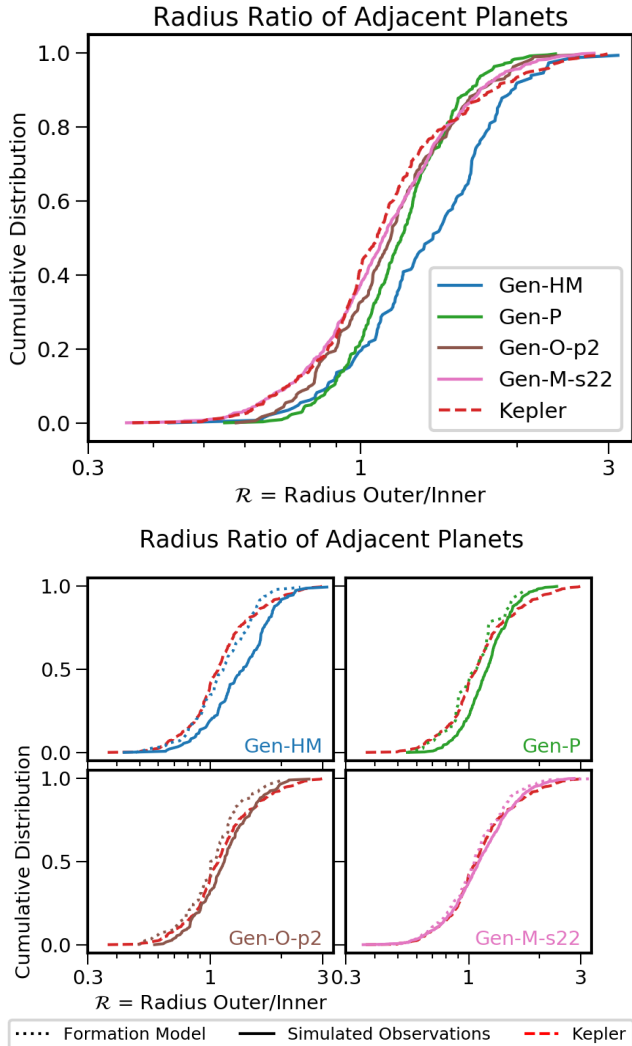 Radius Ratio of Adjacent Planets
1.0
0.8
0.6
0.4
0.2
0.0
Cumulative Distribution
Gen-HM
Gen-P
Gen-O-p2
Gen-M-s22
Kepler
0.3 1 3
ℛ = Radius Outer/Inner
Radius Ratio of Adjacent Planets
1.0
0.5
0.0
Gen-HM
Gen-P
1.0
0.5
0.0
Gen-O-p2
Gen-M-s22
Cumulative Distribution
0.3 1 3 0.3 1 3
ℛ = Radius Outer/Inner
Formation Model Simulated Observations Kepler